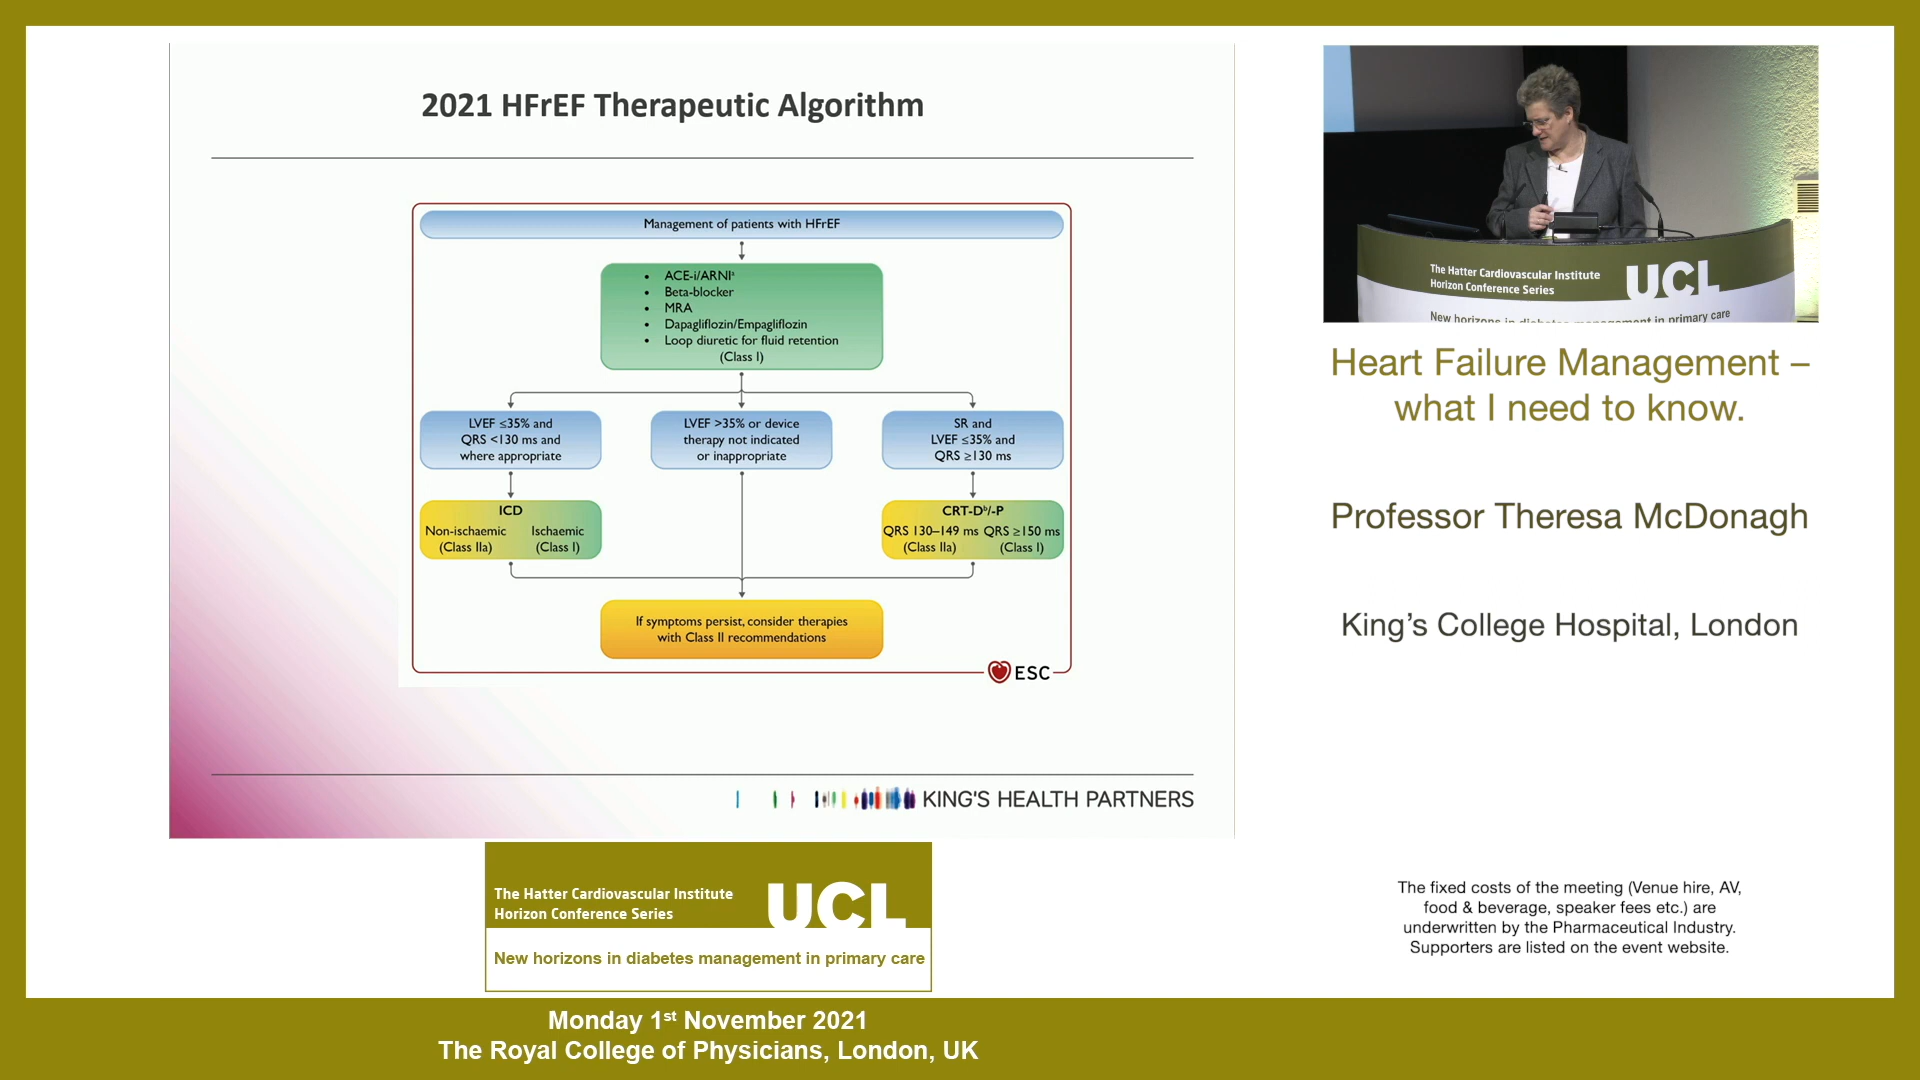 2021 HFrEF Therapeutic Algorithm
Management of patients with HFrEF
• ACE-i/ARNIᵃ
• Beta-blocker
• MRA
• Dapagliflozin/Empagliflozin
• Loop diuretic for fluid retention
(Class I)
LVEF ≤35% and
QRS <130 ms and
where appropriate
LVEF >35% or device
therapy not indicated
or inappropriate
SR and
LVEF ≤35% and
QRS ≥130 ms
ICD
Non-ischaemic Ischaemic
(Class IIa) (Class I)
CRT-Dᵇ/-P
QRS 130–149 ms QRS ≥150 ms
(Class IIa) (Class I)
If symptoms persist, consider therapies
with Class II recommendations
ESC
KING'S HEALTH PARTNERS
The Hatter Cardiovascular Institute
Horizon Conference Series
UCL
New horizons in diabetes management in primary care
Heart Failure Management –
what I need to know.
Professor Theresa McDonagh
King's College Hospital, London
The fixed costs of the meeting (Venue hire, AV,
food & beverage, speaker fees etc.) are
underwritten by the Pharmaceutical Industry.
Supporters are listed on the event website.
The Hatter Cardiovascular Institute
Horizon Conference Series
UCL
New horizons in diabetes management in primary care
Monday 1ˢᵗ November 2021
The Royal College of Physicians, London, UK